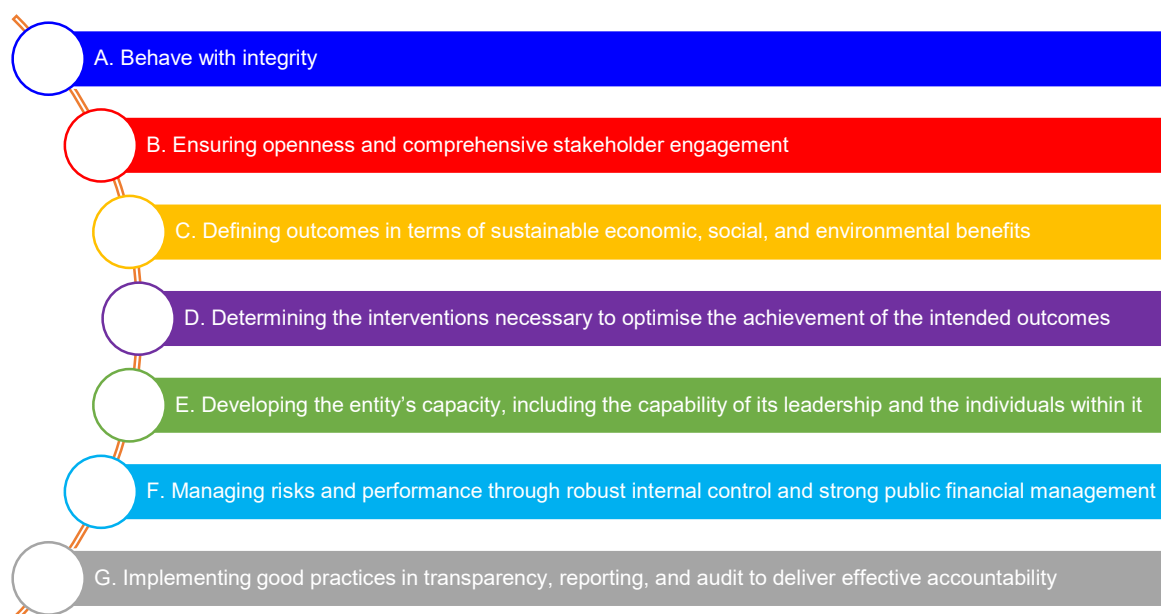 A. Behave with integrity
B. Ensuring openness and comprehensive stakeholder engagement
C. Defining outcomes in terms of sustainable economic, social, and environmental benefits
D. Determining the interventions necessary to optimise the achievement of the intended outcomes
E. Developing the entity’s capacity, including the capability of its leadership and the individuals within it
F. Managing risks and performance through robust internal control and strong public financial management
G. Implementing good practices in transparency, reporting, and audit to deliver effective accountability